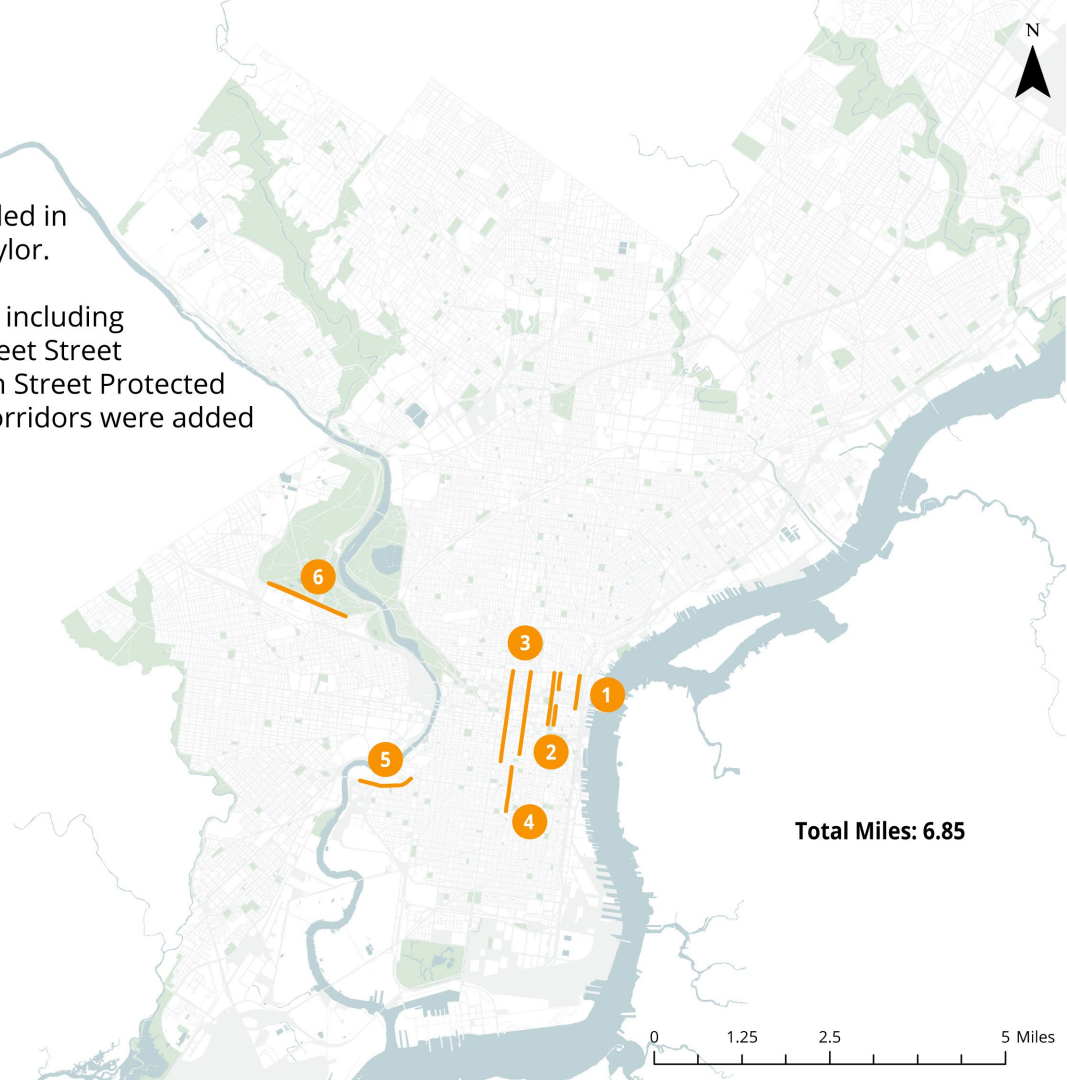 N
led in
ylor.
including
eet Street
n Street Protected
orridors were added
6
3
1
2
5
4
Total Miles: 6.85
0 1.25 2.5 5 Miles